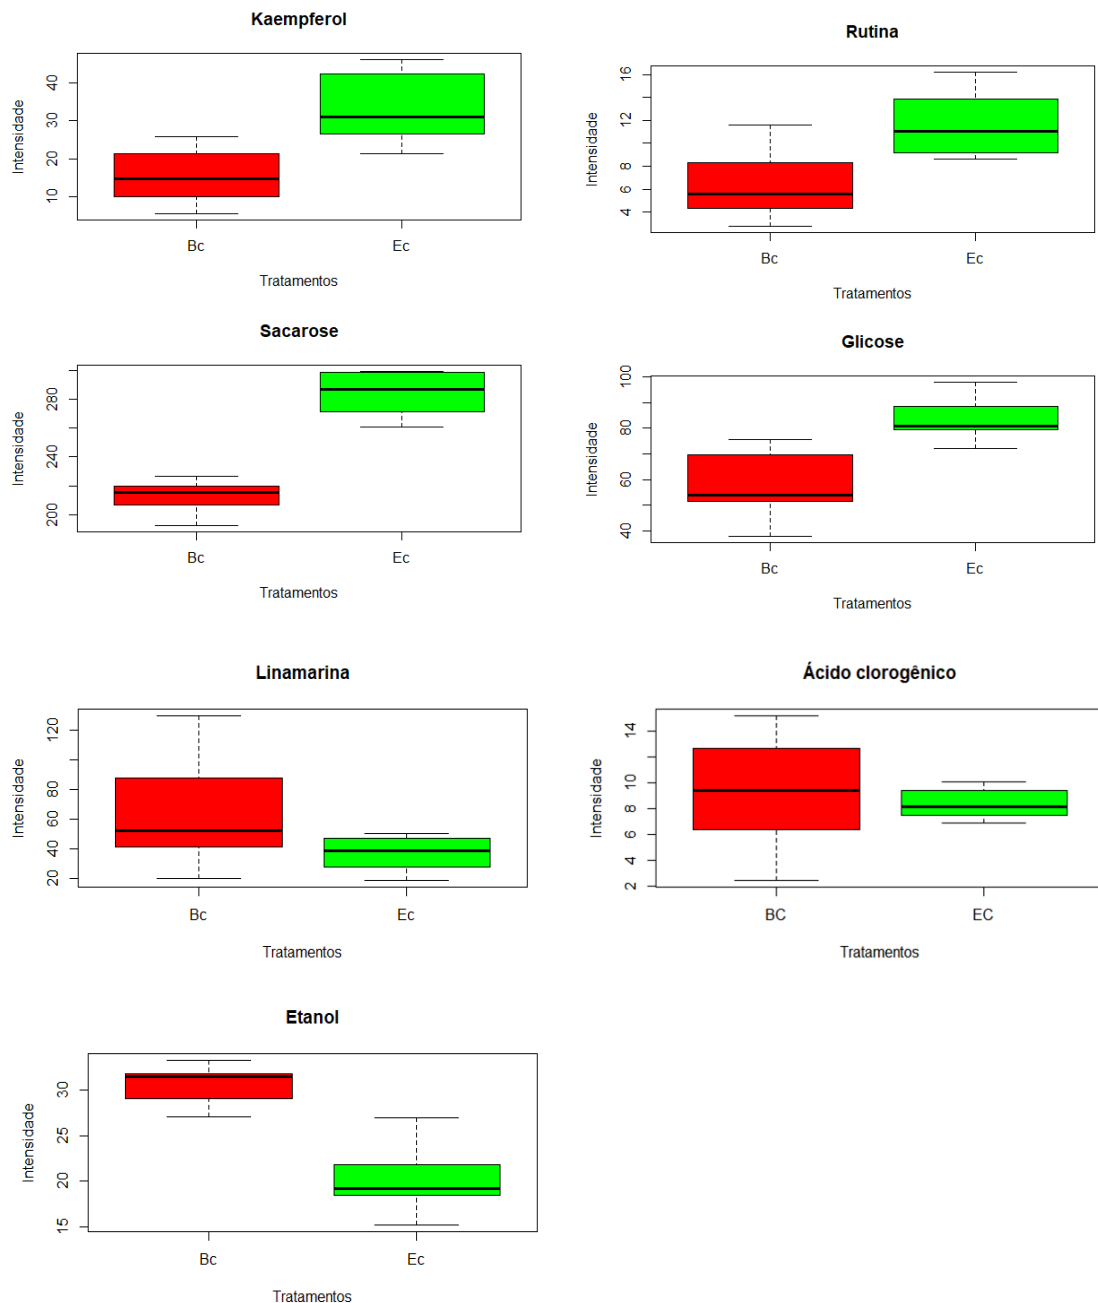 Kaempferol
Intensidade
40
30
20
10
Bc
Ec
Tratamentos
Rutina
Intensidade
16
12
8
6
4
Bc
Ec
Tratamentos
Sacarose
Intensidade
280
240
200
Bc
Ec
Tratamentos
Glicose
Intensidade
100
80
60
40
Bc
Ec
Tratamentos
Linamarina
Intensidade
120
80
60
40
20
Bc
Ec
Tratamentos
Ácido clorogênico
Intensidade
14
10
8
6
4
2
BC
EC
Tratamentos
Etanol
Intensidade
30
25
20
15
Bc
Ec
Tratamentos